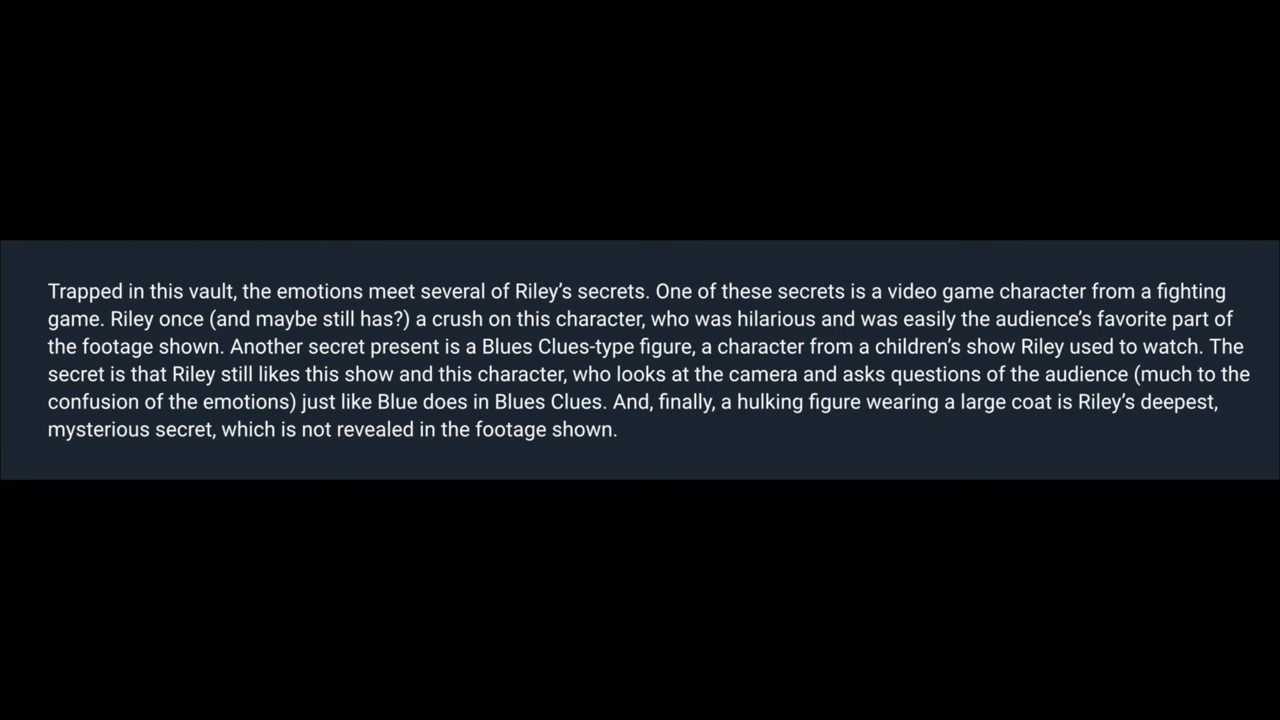 Trapped in this vault, the emotions meet several of Riley’s secrets. One of these secrets is a video game character from a fighting
game. Riley once (and maybe still has?) a crush on this character, who was hilarious and was easily the audience’s favorite part of
the footage shown. Another secret present is a Blues Clues-type figure, a character from a children’s show Riley used to watch. The
secret is that Riley still likes this show and this character, who looks at the camera and asks questions of the audience (much to the
confusion of the emotions) just like Blue does in Blues Clues. And, finally, a hulking figure wearing a large coat is Riley’s deepest,
mysterious secret, which is not revealed in the footage shown.